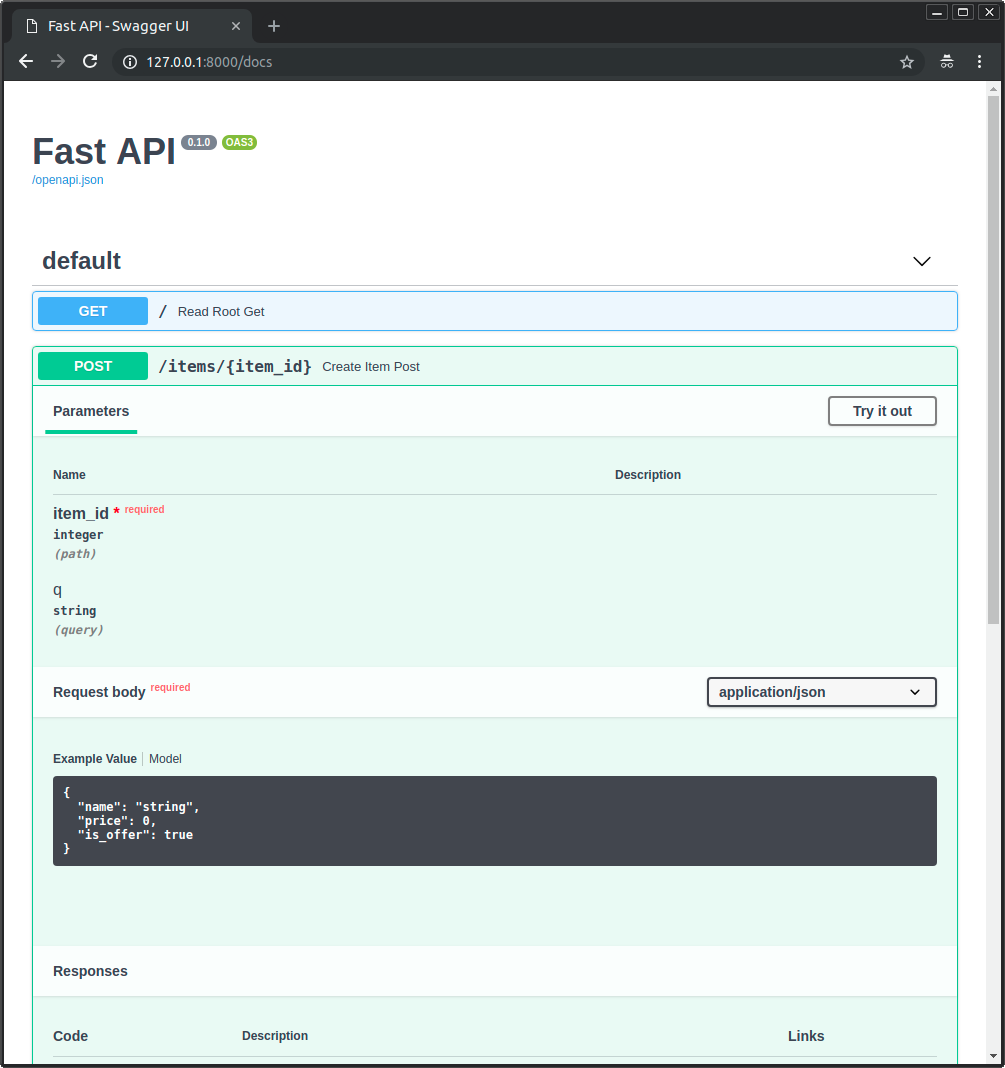 Fast API - Swagger UI
127.0.0.1:8000/docs
Fast API 0.1.0 OAS3
/openapi.json
default
GET / Read Root Get
POST /items/{item_id} Create Item Post
Parameters Try it out
Name Description
item_id * required
integer
(path)
q
string
(query)
Request body required application/json
Example Value Model
{
"name": "string",
"price": 0,
"is_offer": true
}
Responses
Code Description Links